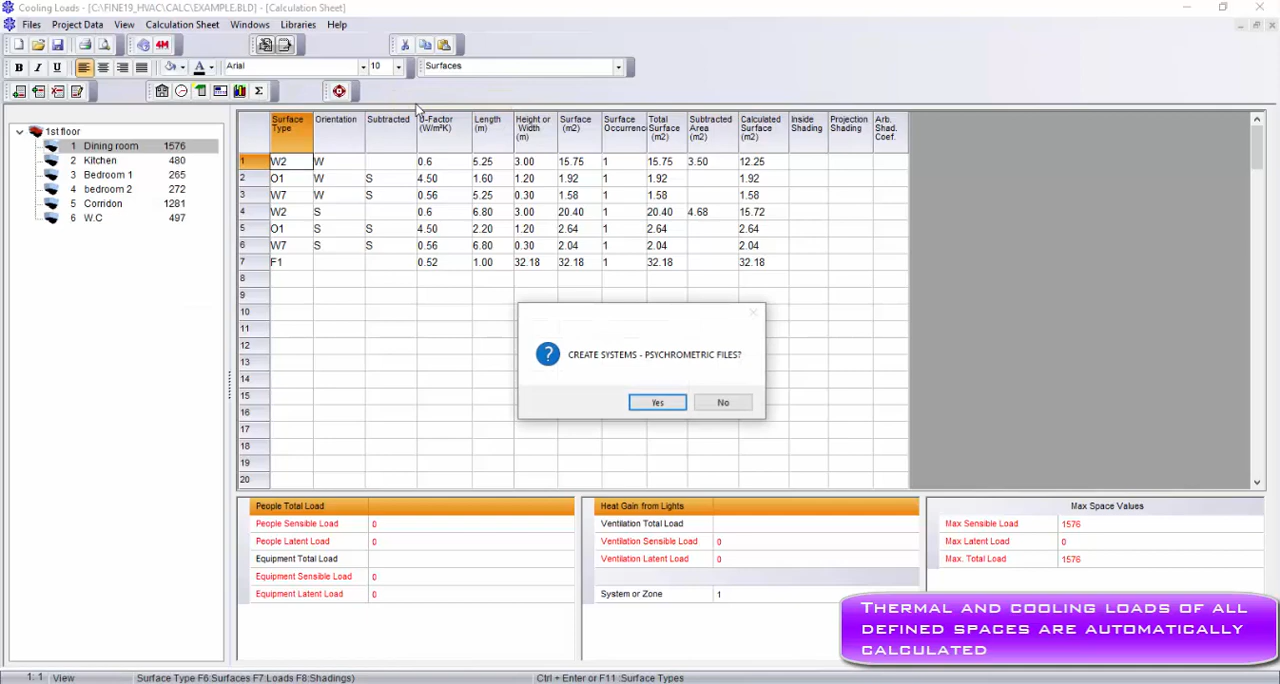 Cooling Loads - [C:\FINE19_HVAC\CALC\EXAMPLE.BLD] - [Calculation Sheet]
Files Project Data View Calculation Sheet Windows Libraries Help
4M
B I U A Arial 10 Surfaces
1st floor
1 Dining room 1576
2 Kitchen 480
3 Bedroom 1 265
4 bedroom 2 272
5 Corridon 1281
6 W.C 497
Surface Type Orientation Subtracted U-Factor (W/m²K) Length (m) Height or Width (m) Surface (m2) Surface Occurrenc Total Surface (m2) Subtracted Area (m2) Calculated Surface (m2) Inside Shading Projection Shading Arb. Shad. Coef.
1 W2 W 0.6 5.25 3.00 15.75 1 15.75 3.50 12.25
2 O1 W S 4.50 1.60 1.20 1.92 1 1.92 1.92
3 W7 W S 0.56 5.25 0.30 1.58 1 1.58 1.58
4 W2 S 0.6 6.80 3.00 20.40 1 20.40 4.68 15.72
5 O1 S S 4.50 2.20 1.20 2.64 1 2.64 2.64
6 W7 S S 0.56 6.80 0.30 2.04 1 2.04 2.04
7 F1 0.52 1.00 32.18 32.18 1 32.18 32.18
8
9
10
11
12
13
14
15
16
17
18
19
20
CREATE SYSTEMS - PSYCHROMETRIC FILES?
Yes No
People Total Load
People Sensible Load 0
People Latent Load 0
Equipment Total Load
Equipment Sensible Load 0
Equipment Latent Load 0
Heat Gain from Lights
Ventilation Total Load
Ventilation Sensible Load 0
Ventilation Latent Load 0
System or Zone 1
Max Space Values
Max Sensible Load 1576
Max Latent Load 0
Max. Total Load 1576
Thermal and cooling loads of all
defined spaces are automatically
calculated
1: 1 View Surface Type F6:Surfaces F7:Loads F8:Shadings) Ctrl + Enter or F11 :Surface Types